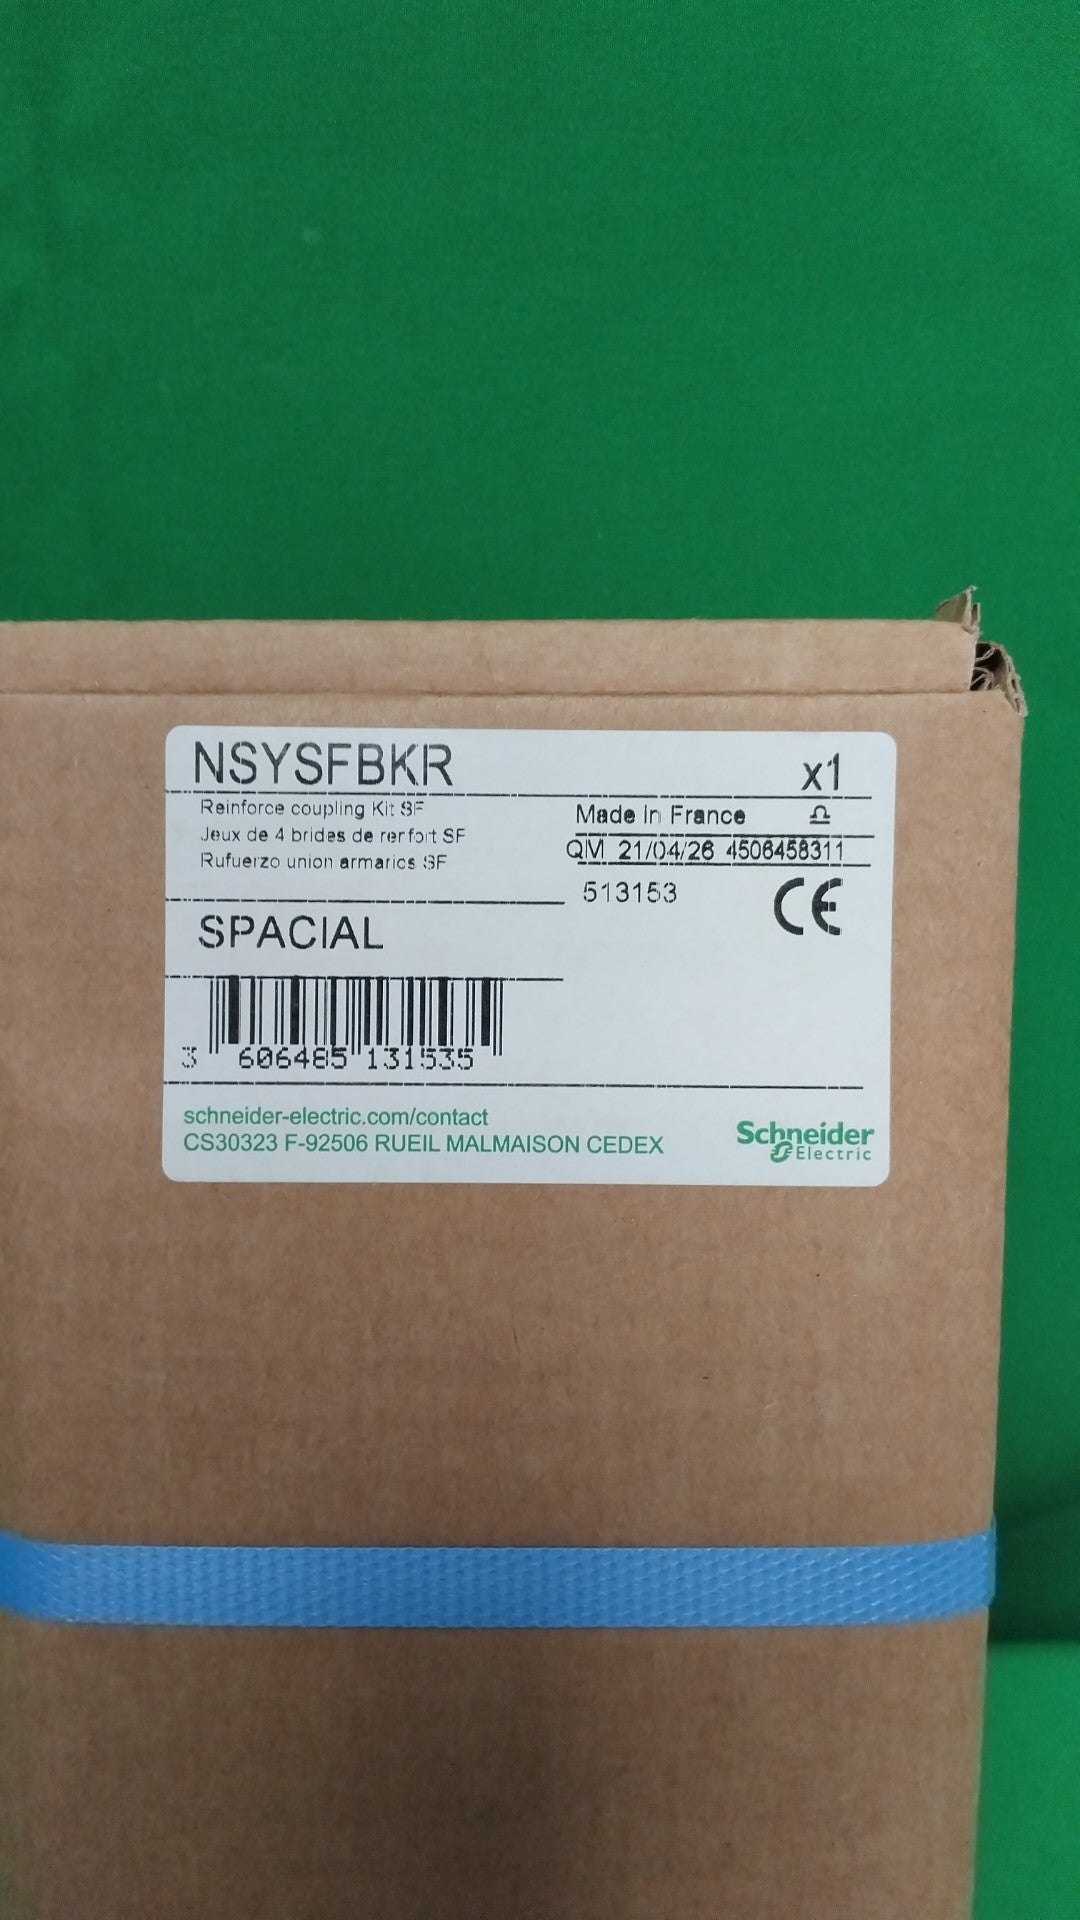 NSYSFBKR
x1
Reinforce coupling Kit SF
Jeux de 4 brides de renfort SF
Rufuerzo union armarios SF
Made in France
QM 21/04/26 4506458311
513153
CE
SPACIAL
3 606485 131535
schneider-electric.com/contact
CS30323 F-92506 RUEIL MALMAISON CEDEX
Schneider
Electric